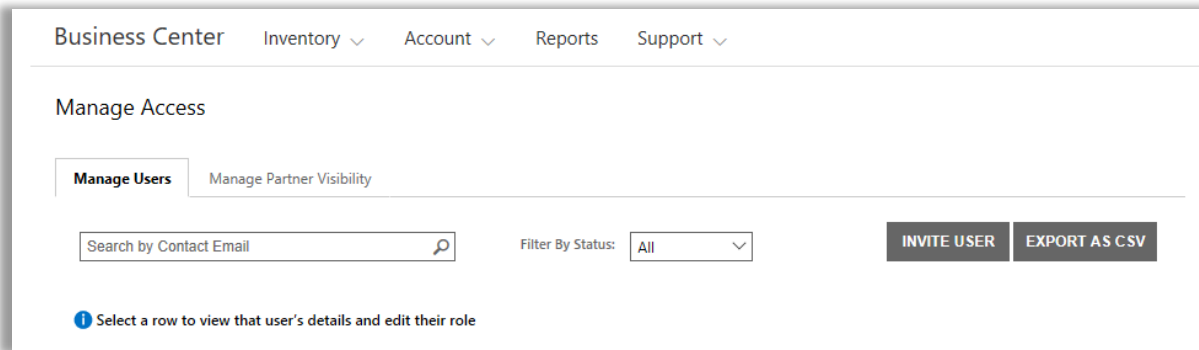 Business Center Inventory Account Reports Support
Manage Access
Manage Users Manage Partner Visibility
Search by Contact Email Filter By Status: All INVITE USER EXPORT AS CSV
Select a row to view that user's details and edit their role